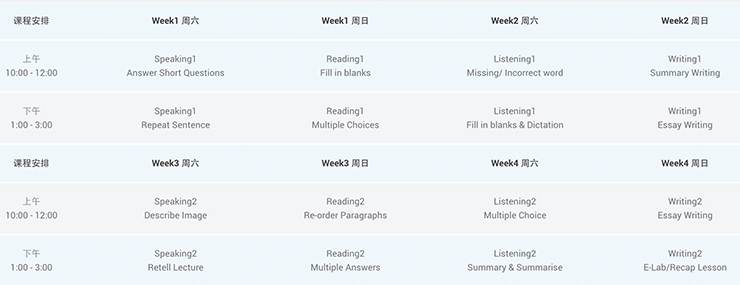 课程安排 Week1 周六 Week1 周日 Week2 周六 Week2 周日
上午 Speaking1 Reading1 Listening1 Writing1
10:00 - 12:00 Answer Short Questions Fill in blanks Missing/ Incorrect word Summary Writing
下午 Speaking1 Reading1 Listening1 Writing1
1:00 - 3:00 Repeat Sentence Multiple Choices Fill in blanks & Dictation Essay Writing
课程安排 Week3 周六 Week3 周日 Week4 周六 Week4 周日
上午 Speaking2 Reading2 Listening2 Writing2
10:00 - 12:00 Describe Image Re-order Paragraphs Multiple Choice Essay Writing
下午 Speaking2 Reading2 Listening2 Writing2
1:00 - 3:00 Retell Lecture Multiple Answers Summary & Summarise E-Lab/Recap Lesson